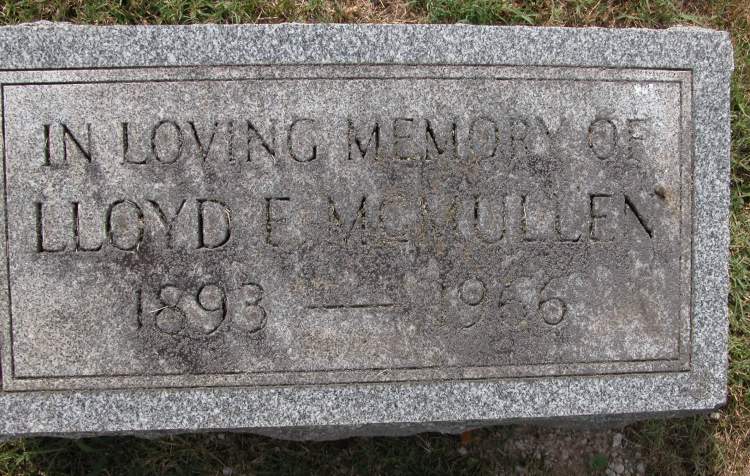 IN LOVING MEMORY OF
LLOYD E. MCMULLEN
1893 — 1966